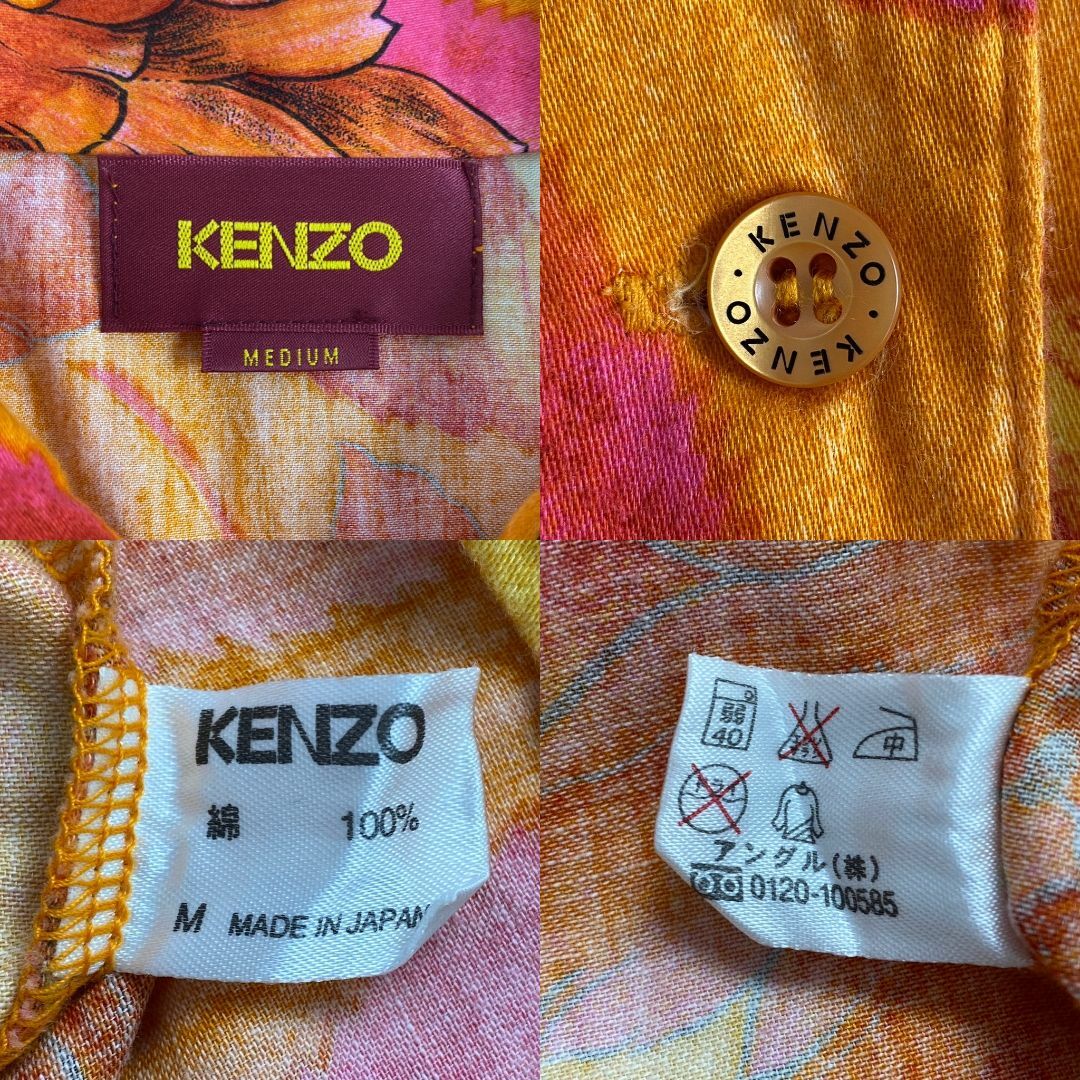 KENZO
MEDIUM
KENZO · KENZO ·
KENZO
綿 100%
M MADE IN JAPAN
弱
40
中
アングル(株)
0120-100585